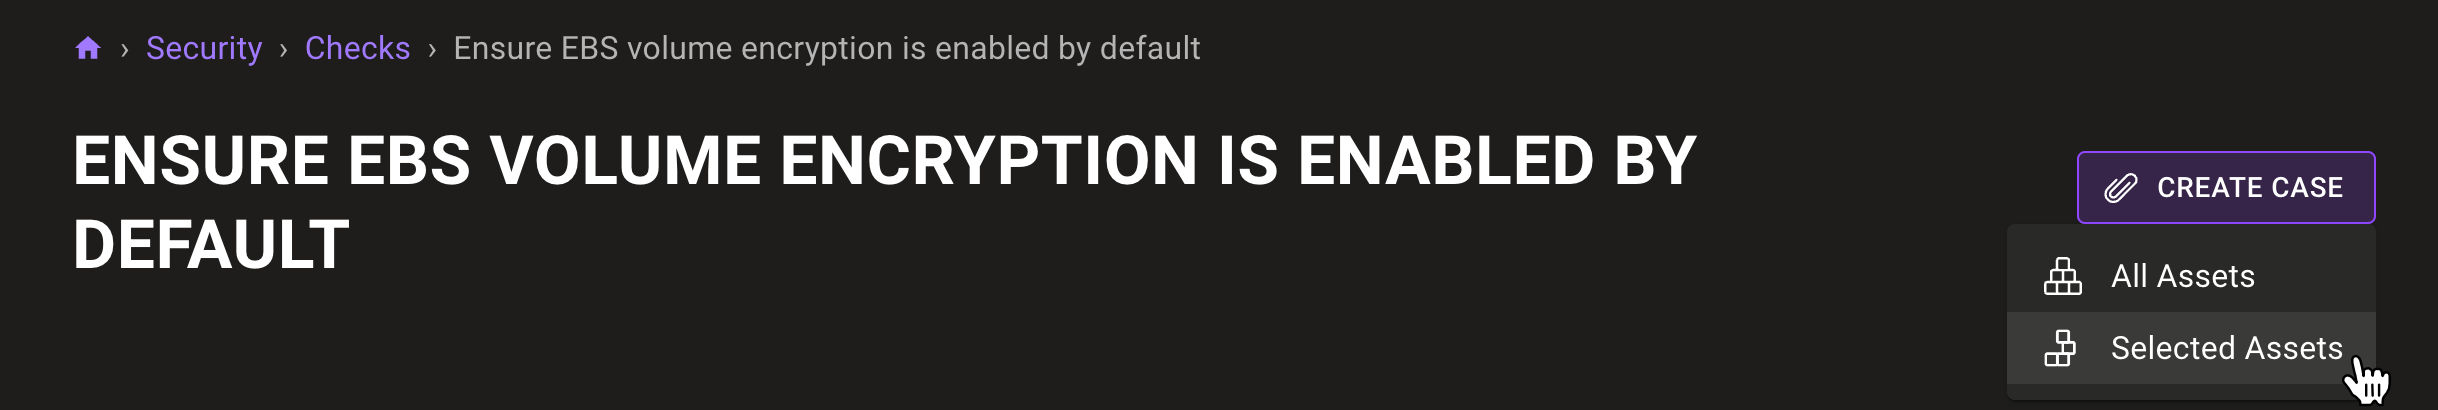 › Security › Checks › Ensure EBS volume encryption is enabled by default
ENSURE EBS VOLUME ENCRYPTION IS ENABLED BY
DEFAULT
CREATE CASE
All Assets
Selected Assets